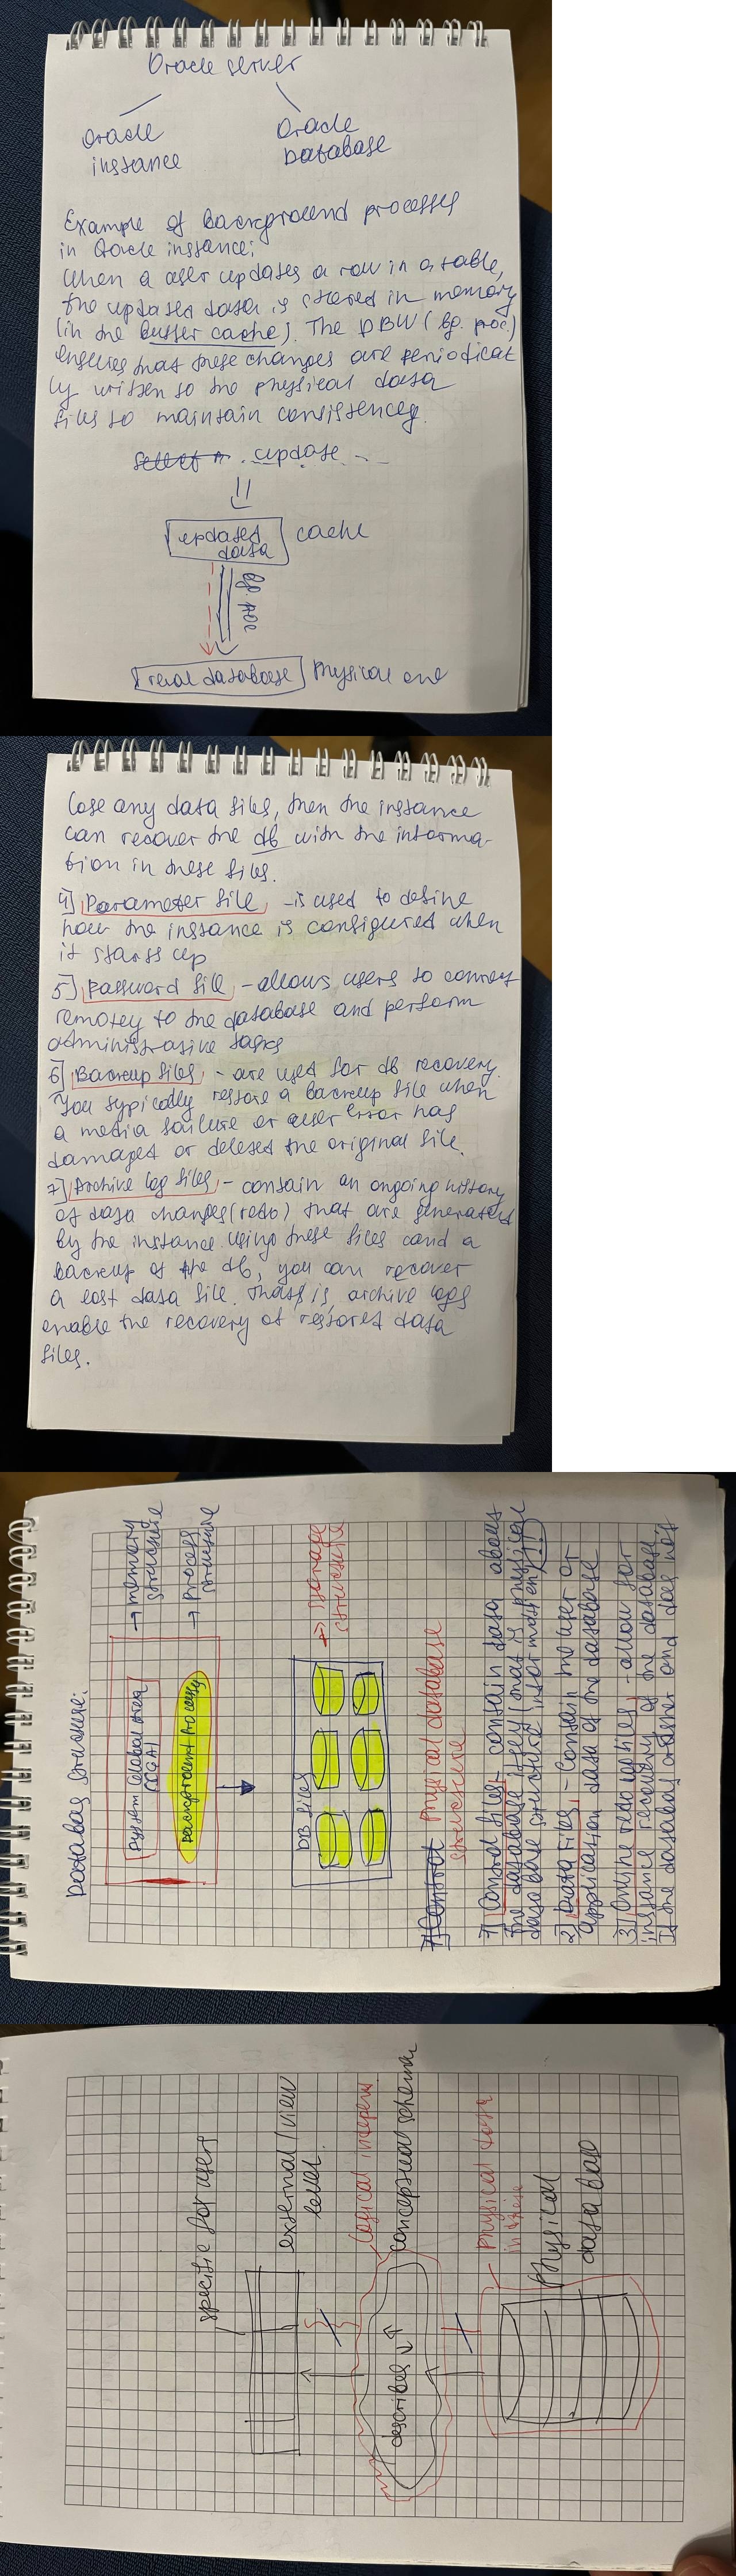 Oracle server
Oracle
instance
Oracle
Database
Example of background processes
in Oracle instance:
When a user updates a row in a table,
the updated data is stored in memory
(in the buffer cache). The DBW (bg. proc.)
ensures that these changes are periodical
ly written to the physical data
files to maintain consistency.
update
updated
data
cache
bg. proc
real database
physical one
lose any data files, then the instance
can recover the db with the informa-
tion in these files.
4] Parameter file - is used to define
how the instance is configured when
it starts up
5] Password file - allows users to connect
remotey to the database and perform
administrative tasks
6] Backup files - are used for db recovery.
You typically restore a backup file when
a media failure or user error has
damaged or deleted the original file.
7] Archive log files - contain an ongoing history
of data changes (redo) that are generated
by the instance. Using these files and a
backup of the db, you can recover
a lost data file. That is, archive logs
enable the recovery of restored data
files.
Database structure:
System Global Area
(SGA)
→ memory
structure
background processes
→ process
structure
DB files
→ storage
structure
1] Control
Physical database
structure
1] Control files - contain data about
the database itself (that is physical
database structure information) !!
2] Data files - contain the user or
application data of the database
3] Online redo log files - allow for
instance recovery of the database.
If the database crashes and does not
specific for users
external/view
level
logical independ
conceptual schema
describes
physical data
physical
data base